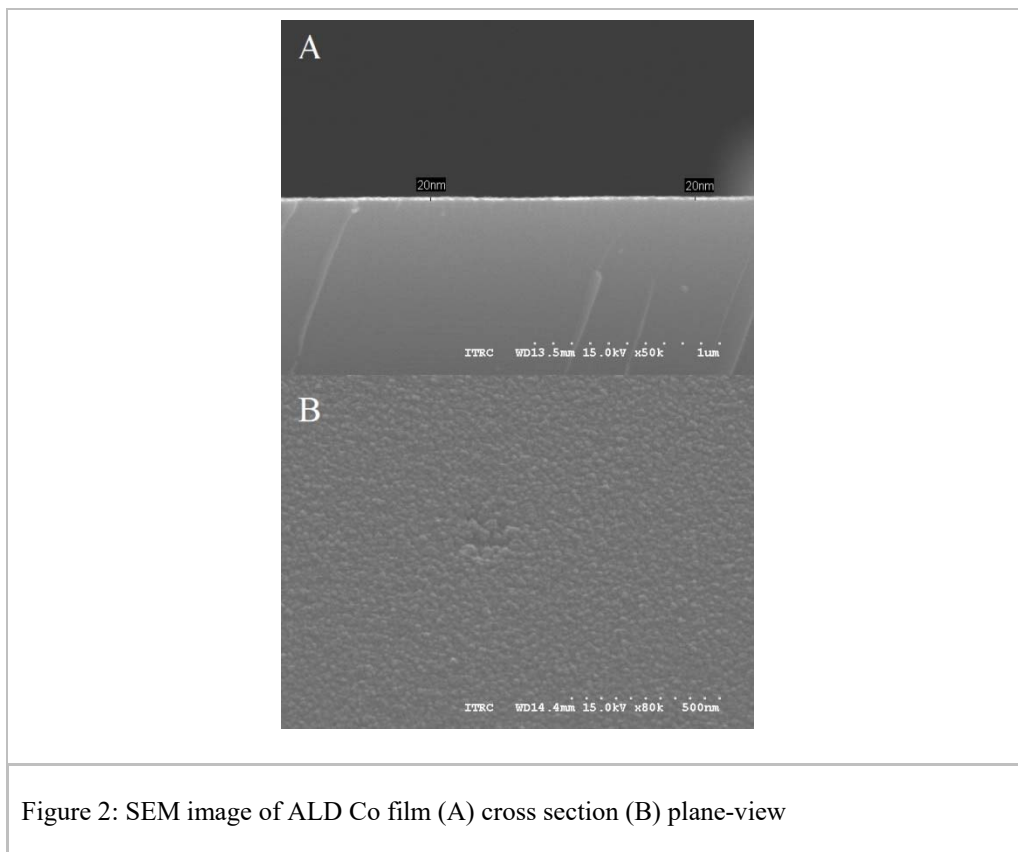 A
20nm 20nm
ITRC WD13.5mm 15.0kV x50k 1um
B
ITRC WD14.4mm 15.0kV x80k 500nm
Figure 2: SEM image of ALD Co film (A) cross section (B) plane-view